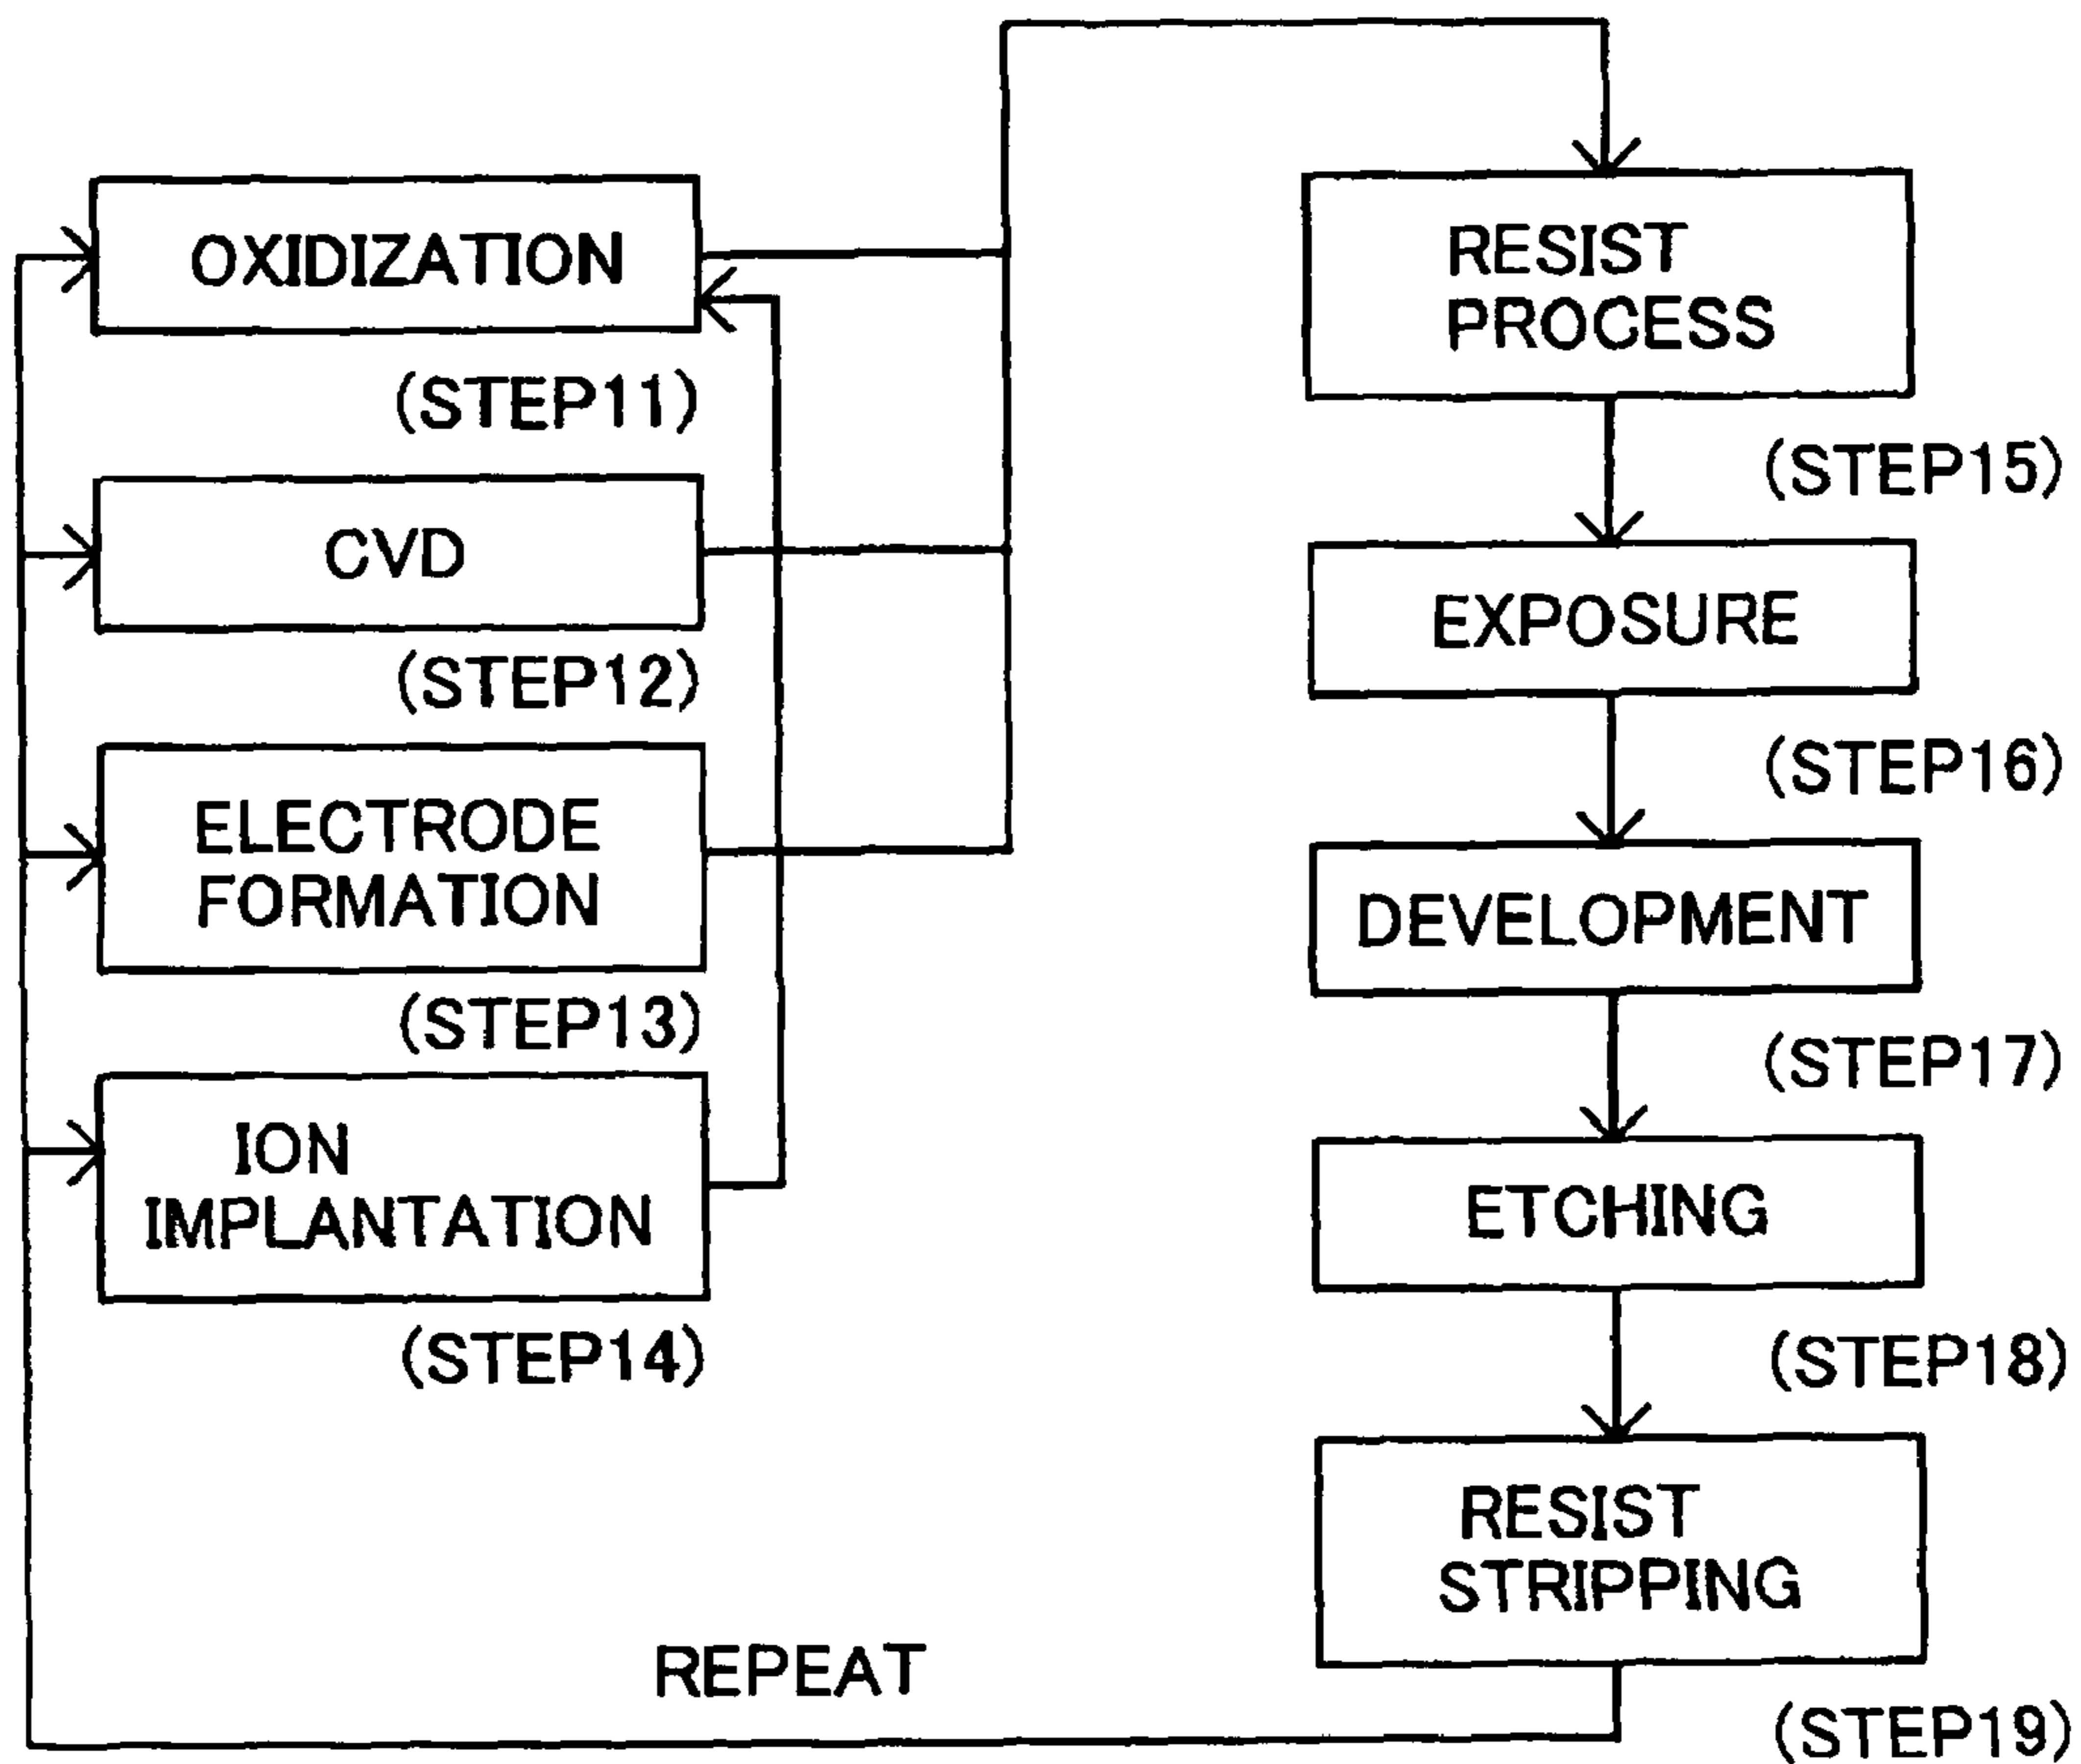 OXIDIZATION
(STEP11)
CVD
(STEP12)
ELECTRODE
FORMATION
(STEP13)
ION
IMPLANTATION
(STEP14)
RESIST
PROCESS
(STEP15)
EXPOSURE
(STEP16)
DEVELOPMENT
(STEP17)
ETCHING
(STEP18)
RESIST
STRIPPING
(STEP19)
REPEAT